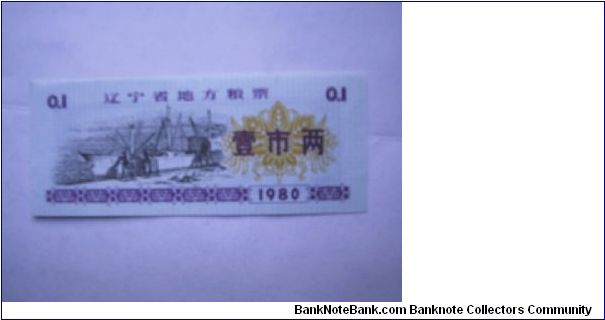 0.1 辽宁省地方粮票 0.1
壹市两
1980
BankNoteBank.com Banknote Collectors Community